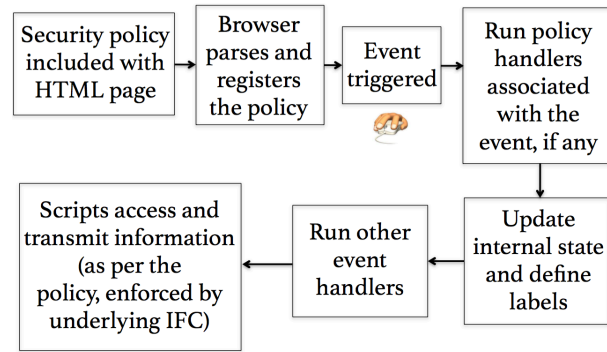 Security policy
included with
HTML page
Browser
parses and
registers
the policy
Event
triggered
Run policy
handlers
associated
with the
event, if any
Update
internal state
and define
labels
Run other
event
handlers
Scripts access and
transmit information
(as per the
policy, enforced by
underlying IFC)